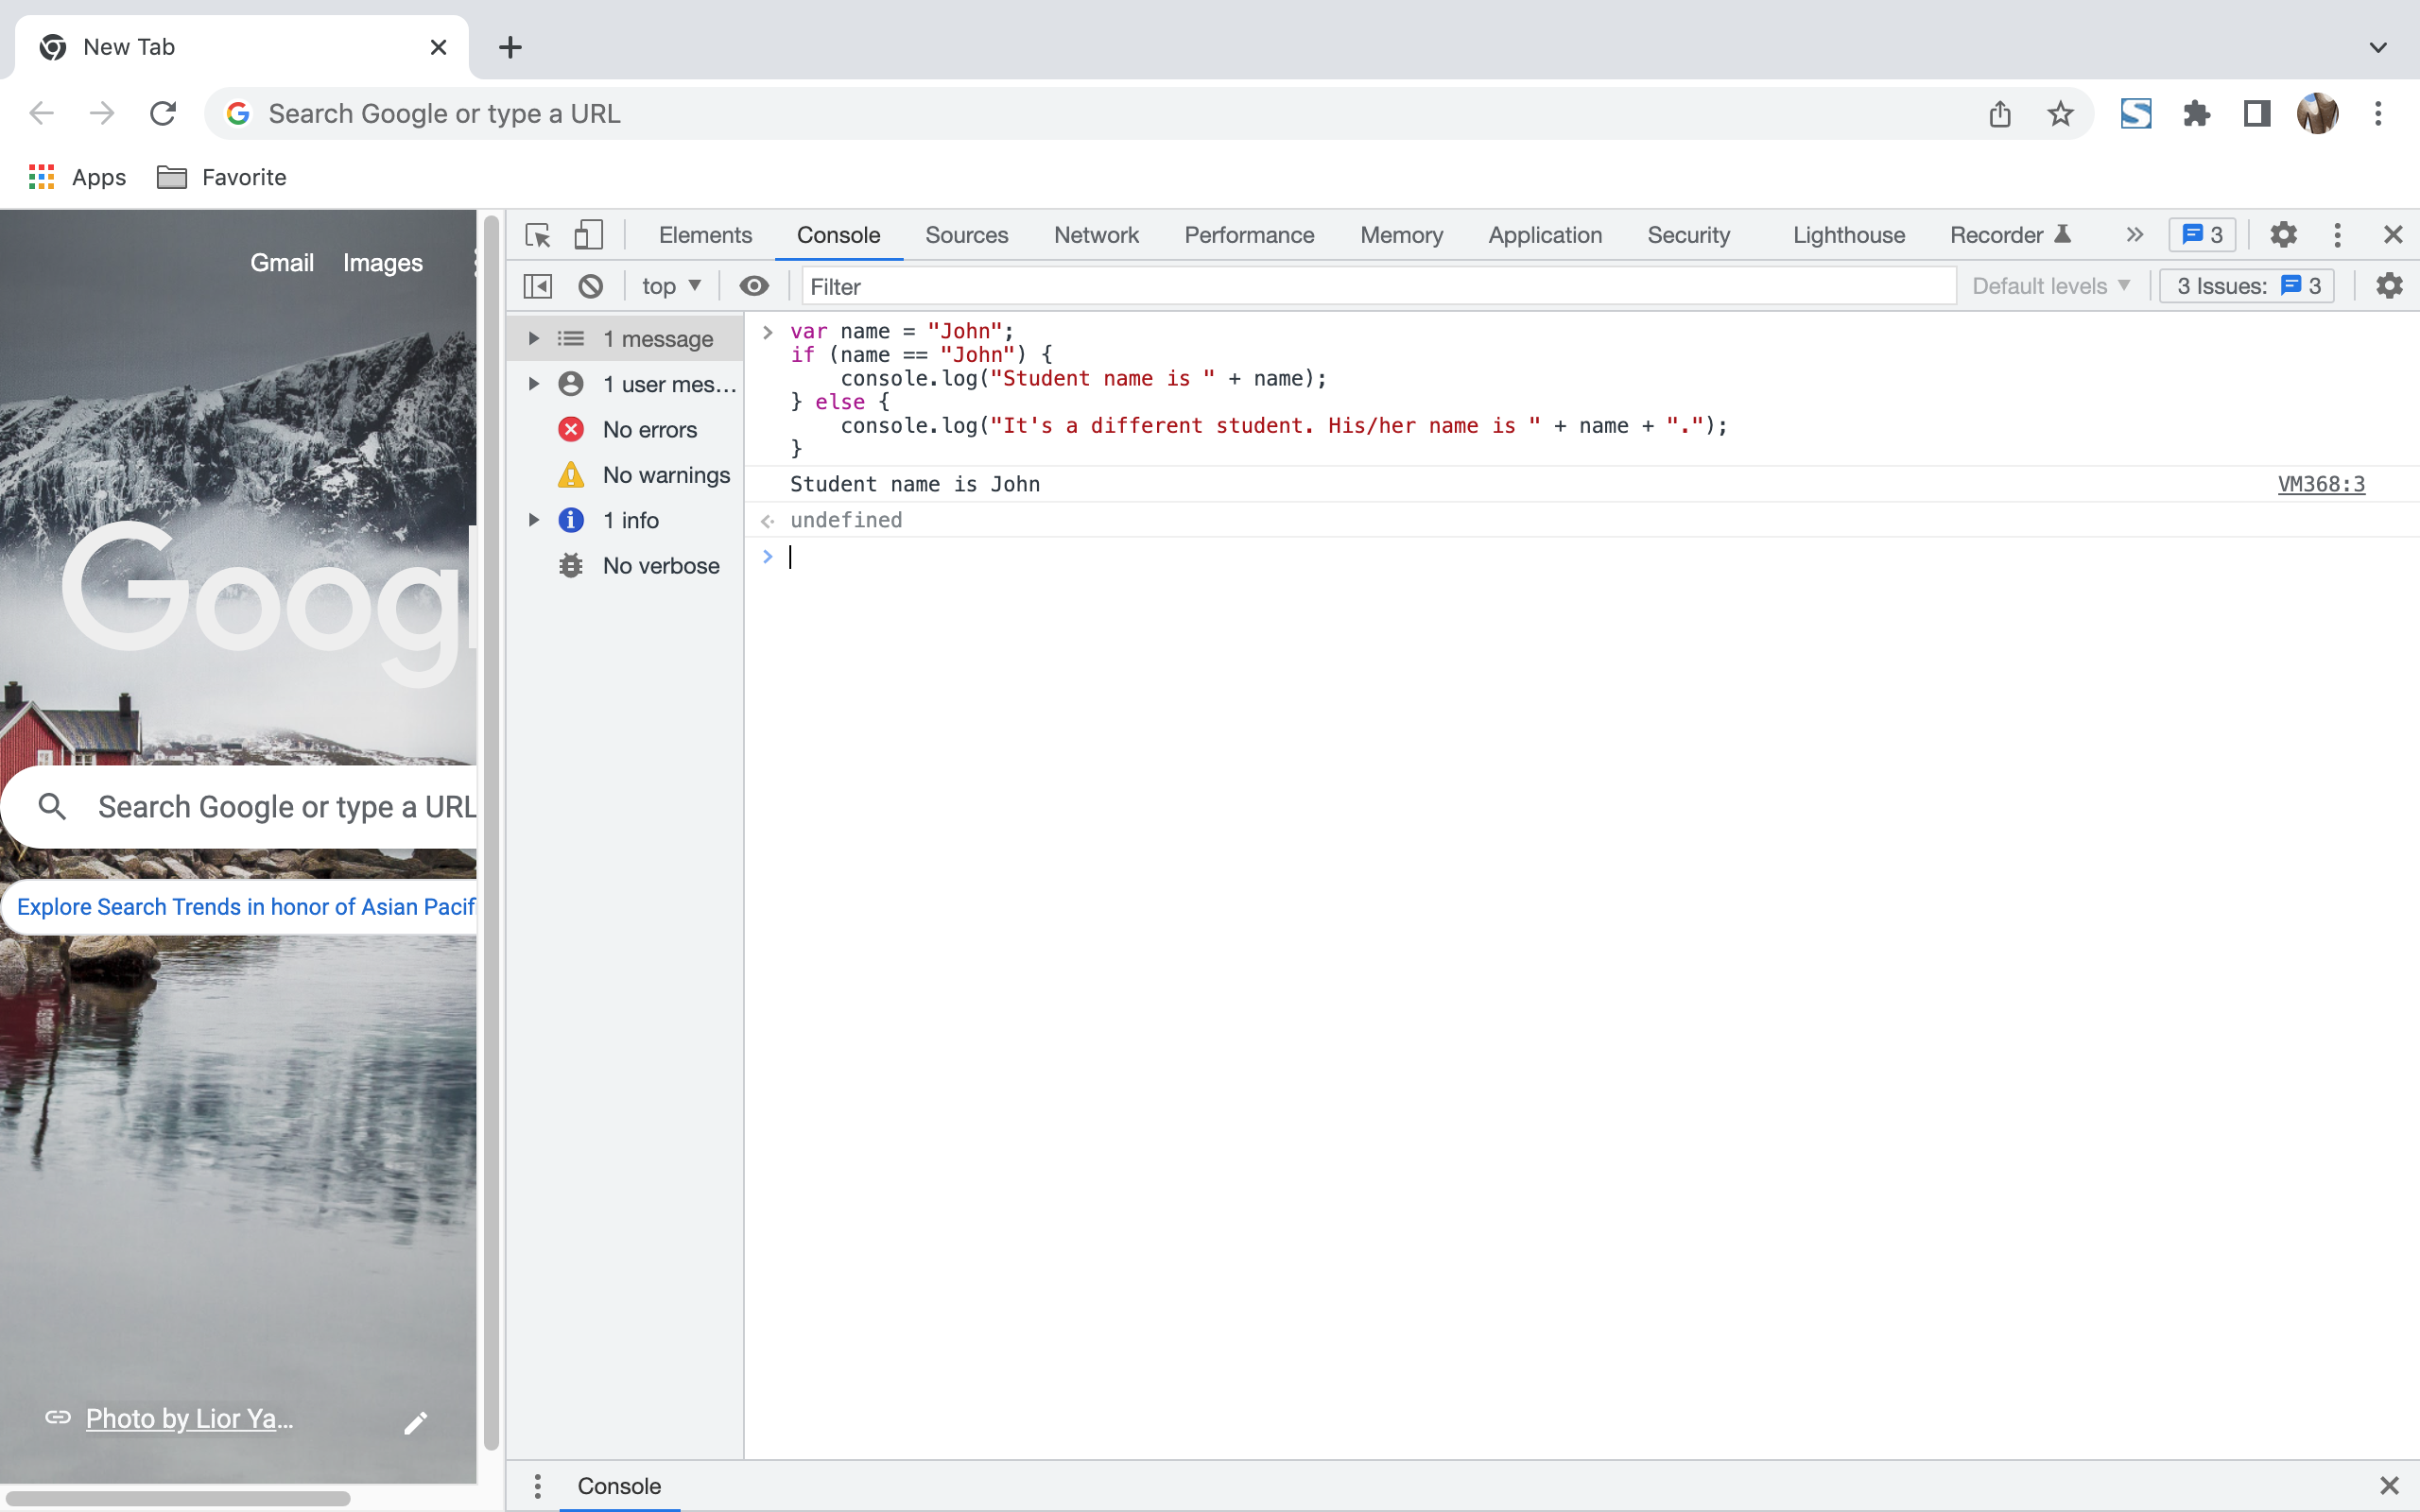 New Tab
Search Google or type a URL
Apps
Favorite
Gmail Images
Googl
Search Google or type a URL
Explore Search Trends in honor of Asian Pacif
Photo by Lior Ya...
Elements Console Sources Network Performance Memory Application Security Lighthouse Recorder 3
top Filter Default levels 3 Issues: 3
1 message
1 user mes...
No errors
No warnings
1 info
No verbose
var name = "John";
if (name == "John") {
    console.log("Student name is " + name);
} else {
    console.log("It's a different student. His/her name is " + name + ".");
}
Student name is John VM368:3
undefined
Console